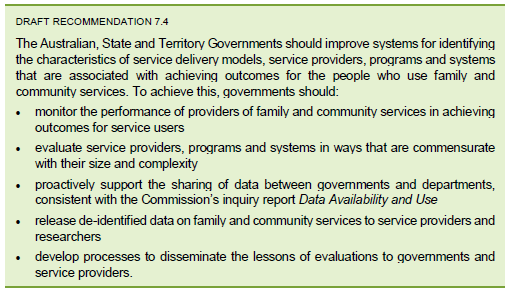 DRAFT RECOMMENDATION 7.4
The Australian, State and Territory Governments should improve systems for identifying
the characteristics of service delivery models, service providers, programs and systems
that are associated with achieving outcomes for the people who use family and
community services. To achieve this, governments should:
• monitor the performance of providers of family and community services in achieving
outcomes for service users
• evaluate service providers, programs and systems in ways that are commensurate
with their size and complexity
• proactively support the sharing of data between governments and departments,
consistent with the Commission's inquiry report Data Availability and Use
• release de-identified data on family and community services to service providers and
researchers
• develop processes to disseminate the lessons of evaluations to governments and
service providers.